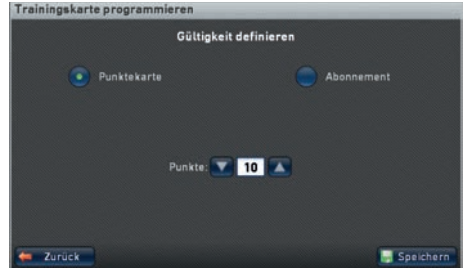 Trainingskarte programmieren
Gültigkeit definieren
Punktekarte
Abonnement
Punkte: 10
Zurück
Speichern